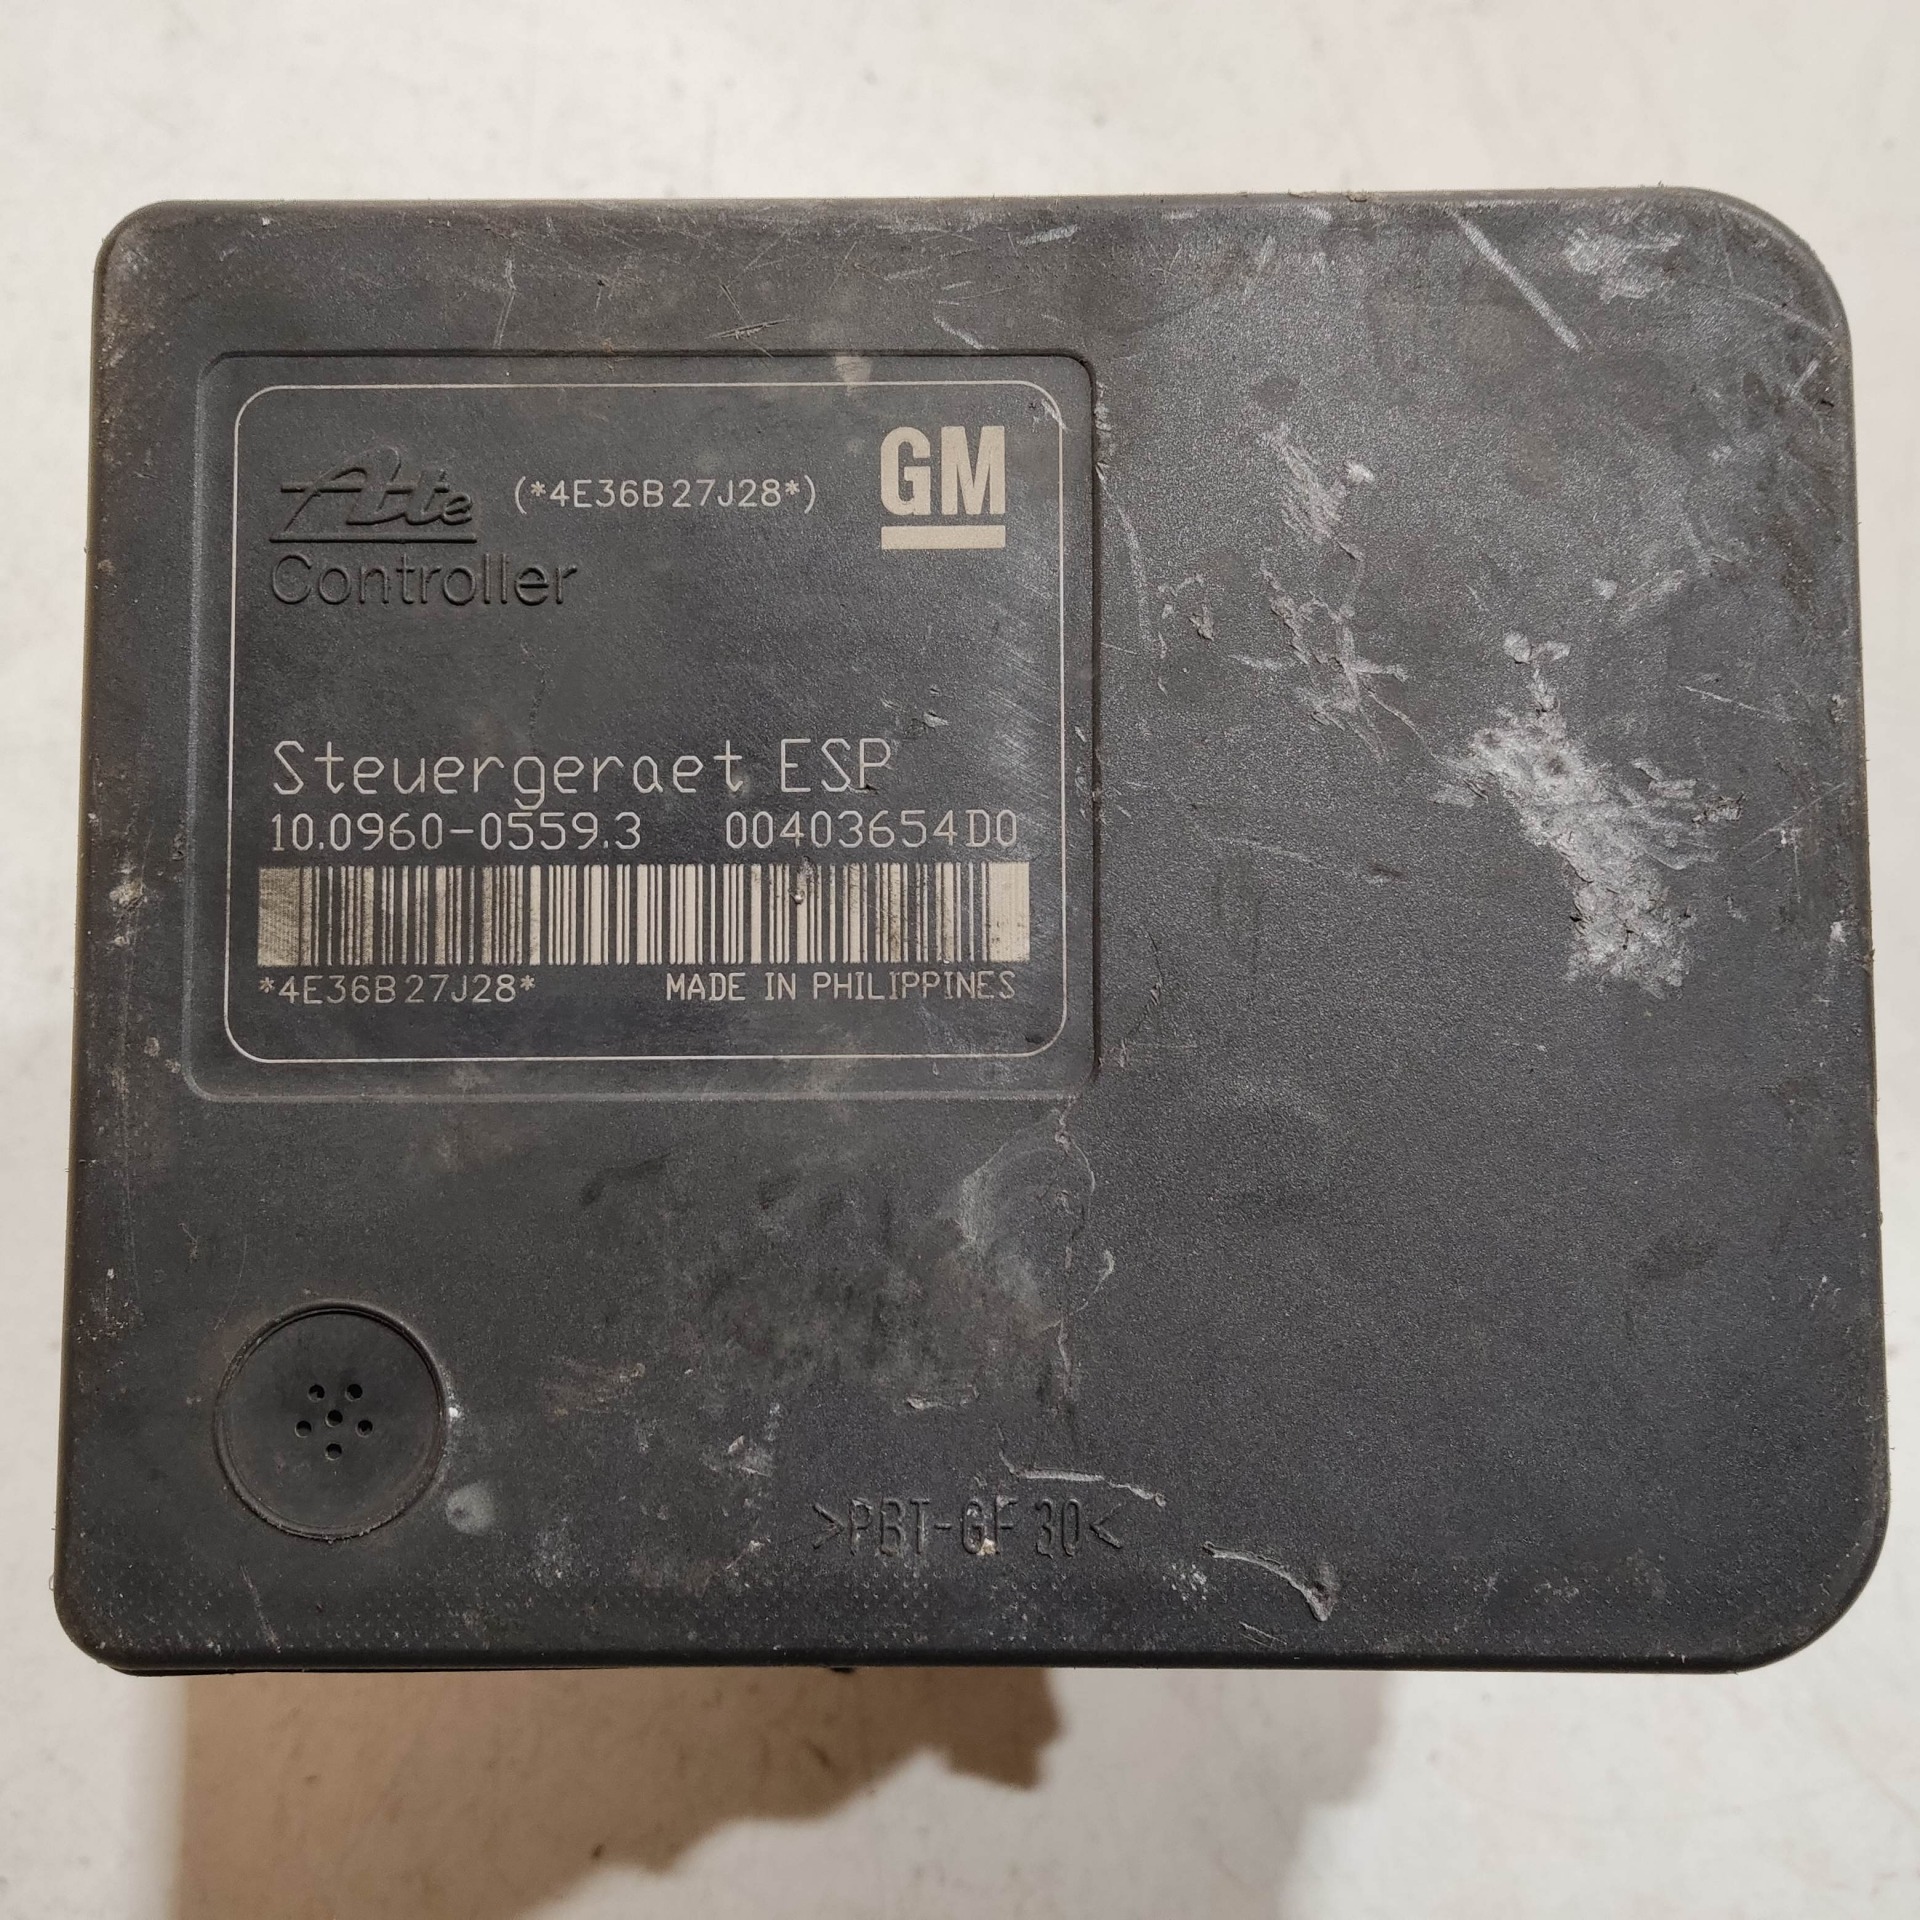 Ate (*4E36B27J28*) GM
Controller
Steuergeraet ESP
10.0960-0559.3 00403654D0
*4E36B27J28* MADE IN PHILIPPINES
>PBT-GF 30<